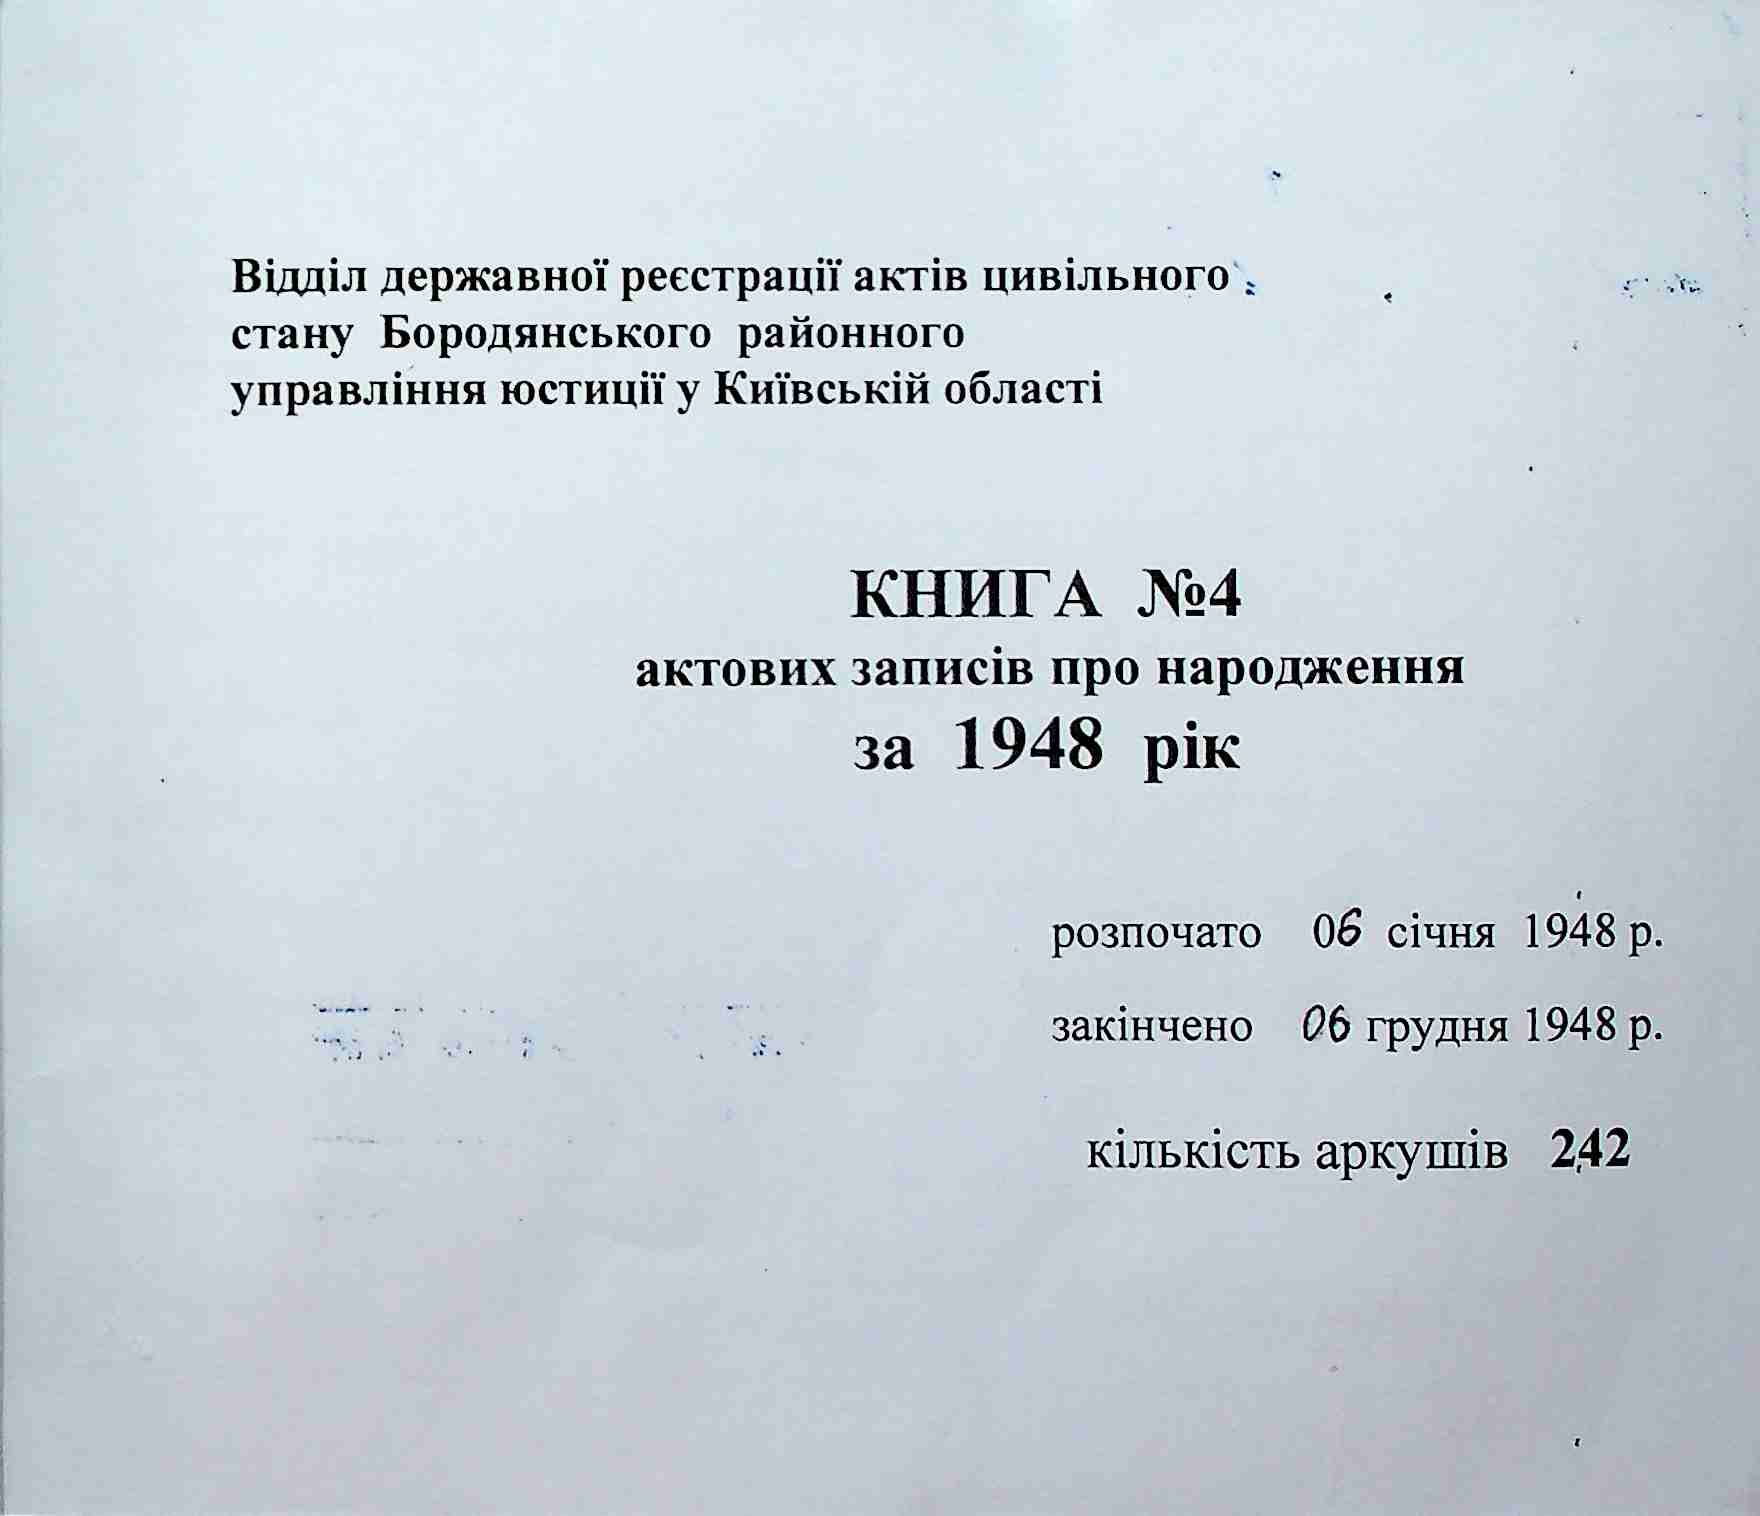 Відділ державної реєстрації актів цивільного
стану Бородянського районного
управління юстиції у Київській області
КНИГА №4
актових записів про народження
за 1948 рік
розпочато 06 січня 1948 р.
закінчено 06 грудня 1948 р.
кількість аркушів 242